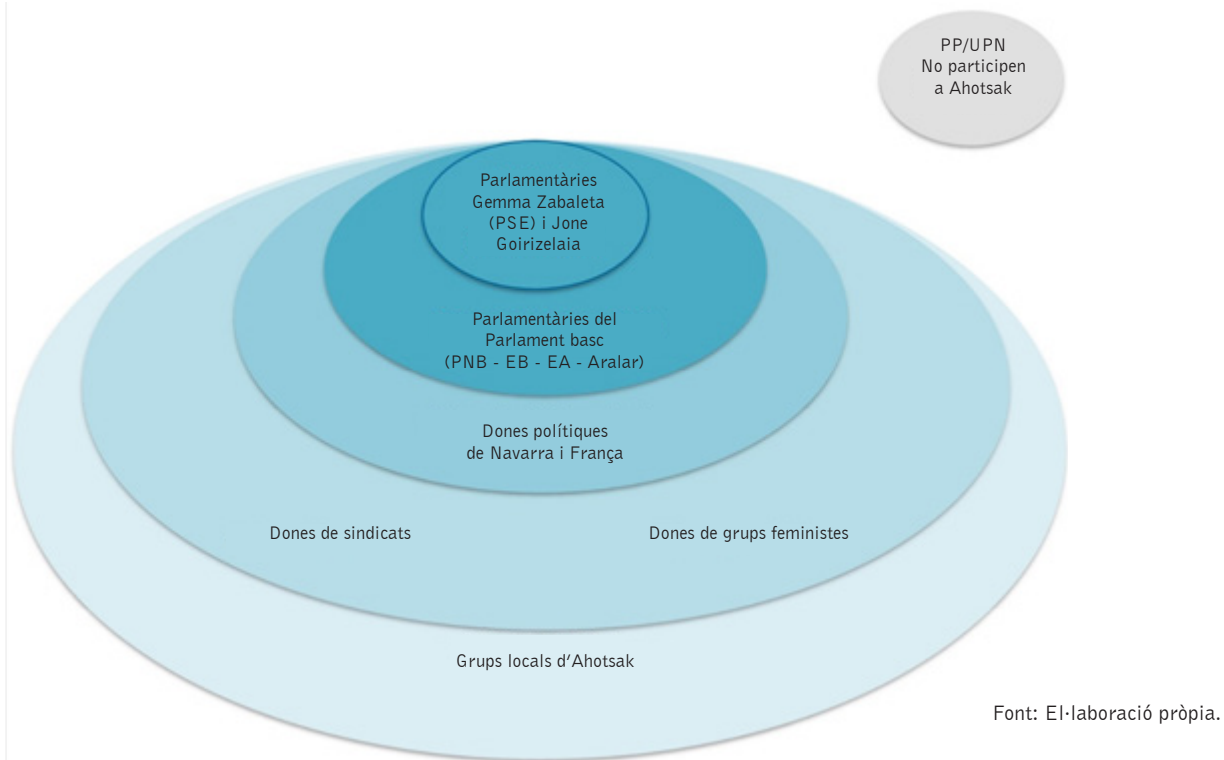 PP/UPN
No participen
a Ahotsak
Parlamentàries
Gemma Zabaleta
(PSE) i Jone
Goirizelaia
Parlamentàries del
Parlament basc
(PNB - EB - EA - Aralar)
Dones polítiques
de Navarra i França
Dones de sindicats
Dones de grups feministes
Grups locals d’Ahotsak
Font: El·laboració pròpia.